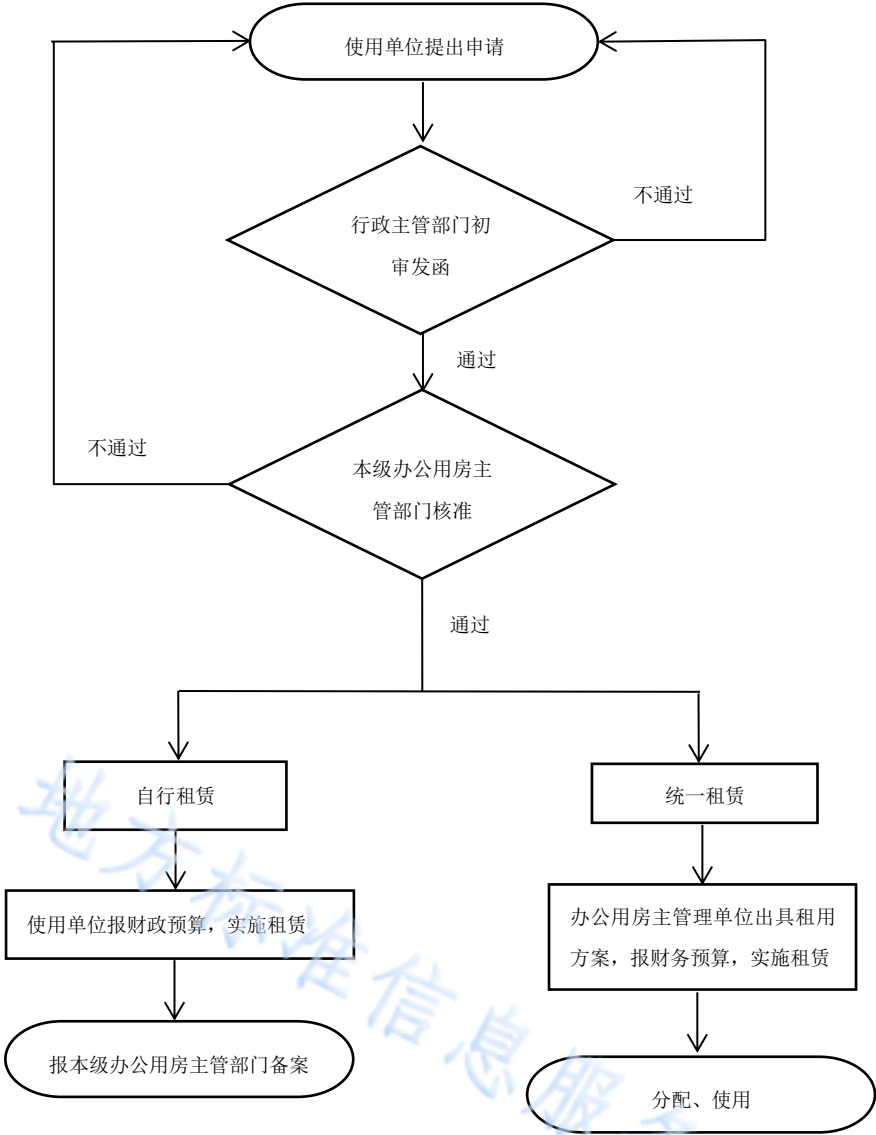 使用单位提出申请
不通过
行政主管部门初
审发函
通过
不通过
本级办公用房主
管部门核准
通过
自行租赁
统一租赁
使用单位报财政预算，实施租赁
办公用房主管理单位出具租用
方案，报财务预算，实施租赁
报本级办公用房主管部门备案
分配、使用
地方标准信息服